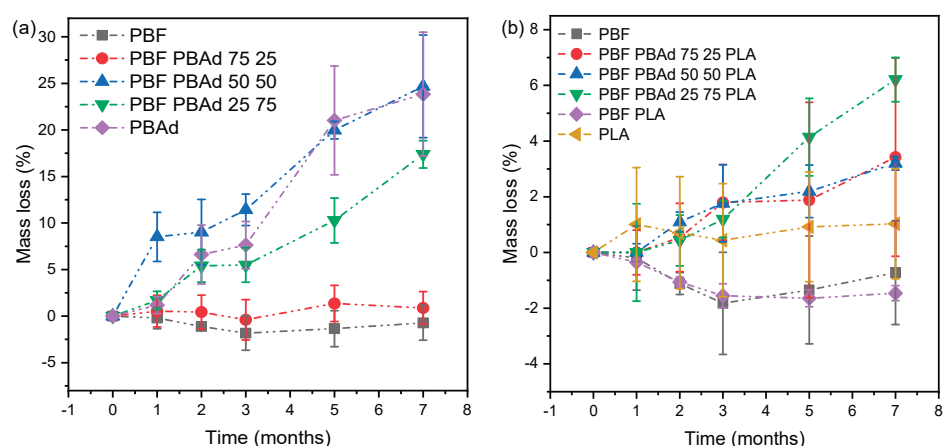 (a)
PBF
PBF PBAd 75 25
PBF PBAd 50 50
PBF PBAd 25 75
PBAd
30
25
20
15
10
5
0
-5
Mass loss (%)
-1 0 1 2 3 4 5 6 7 8
Time (months)
(b)
PBF
PBF PBAd 75 25 PLA
PBF PBAd 50 50 PLA
PBF PBAd 25 75 PLA
PBF PLA
PLA
8
6
4
2
0
-2
-4
Mass loss (%)
-1 0 1 2 3 4 5 6 7 8
Time (months)